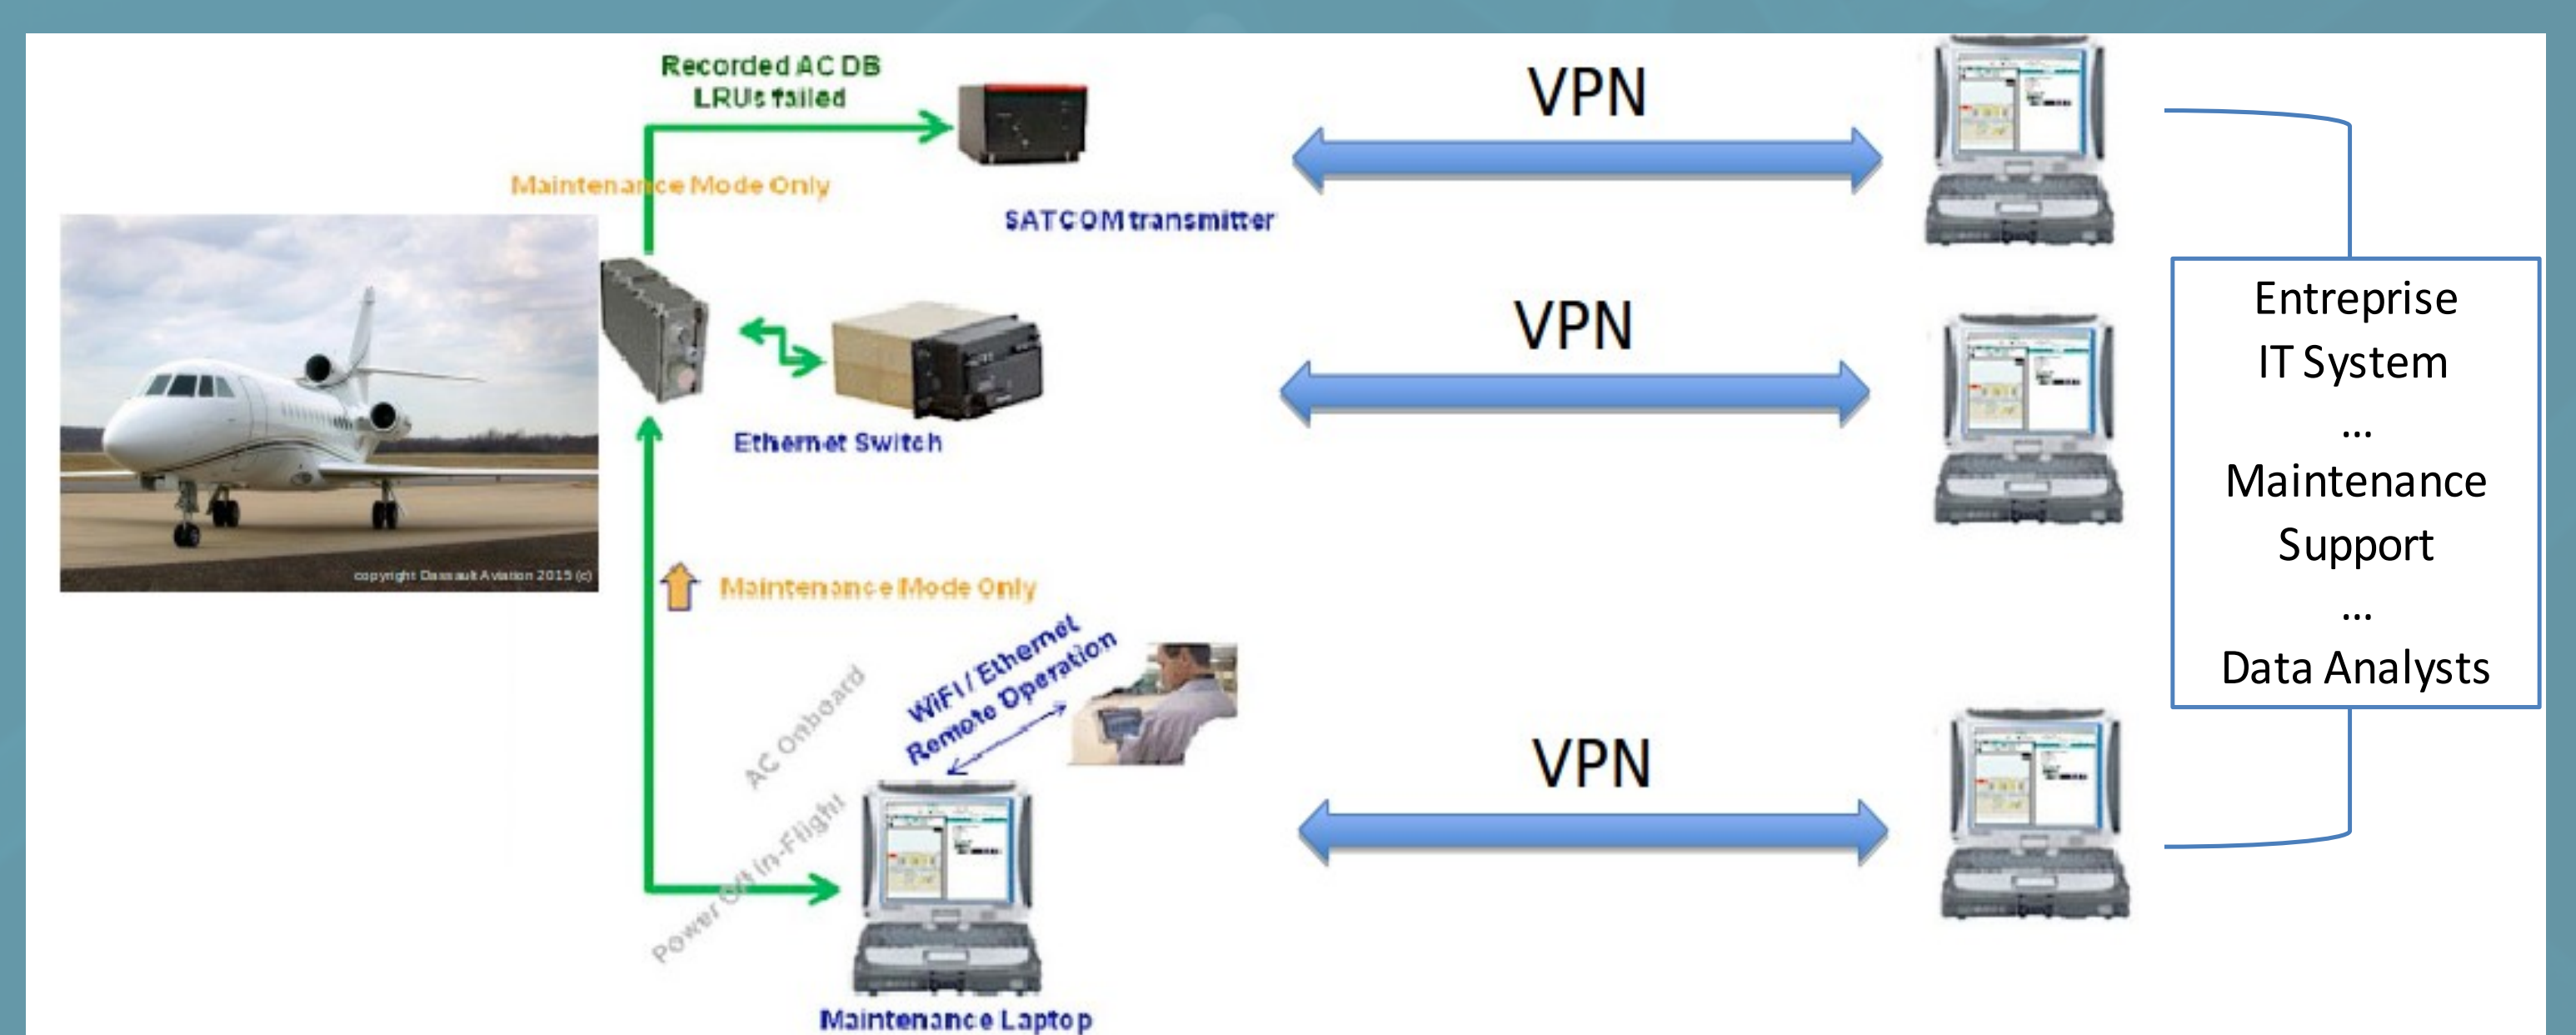 Recorded AC DB
LRUs failed
VPN
Maintenance Mode Only
SATCOM transmitter
VPN
Ethernet Switch
copyright Dassault Aviation 2015 (c)
Maintenance Mode Only
WiFi / Ethernet
Remote Operation
AC Onboard
Power Off in-Flight
VPN
Maintenance Laptop
Entreprise
IT System
...
Maintenance
Support
...
Data Analysts